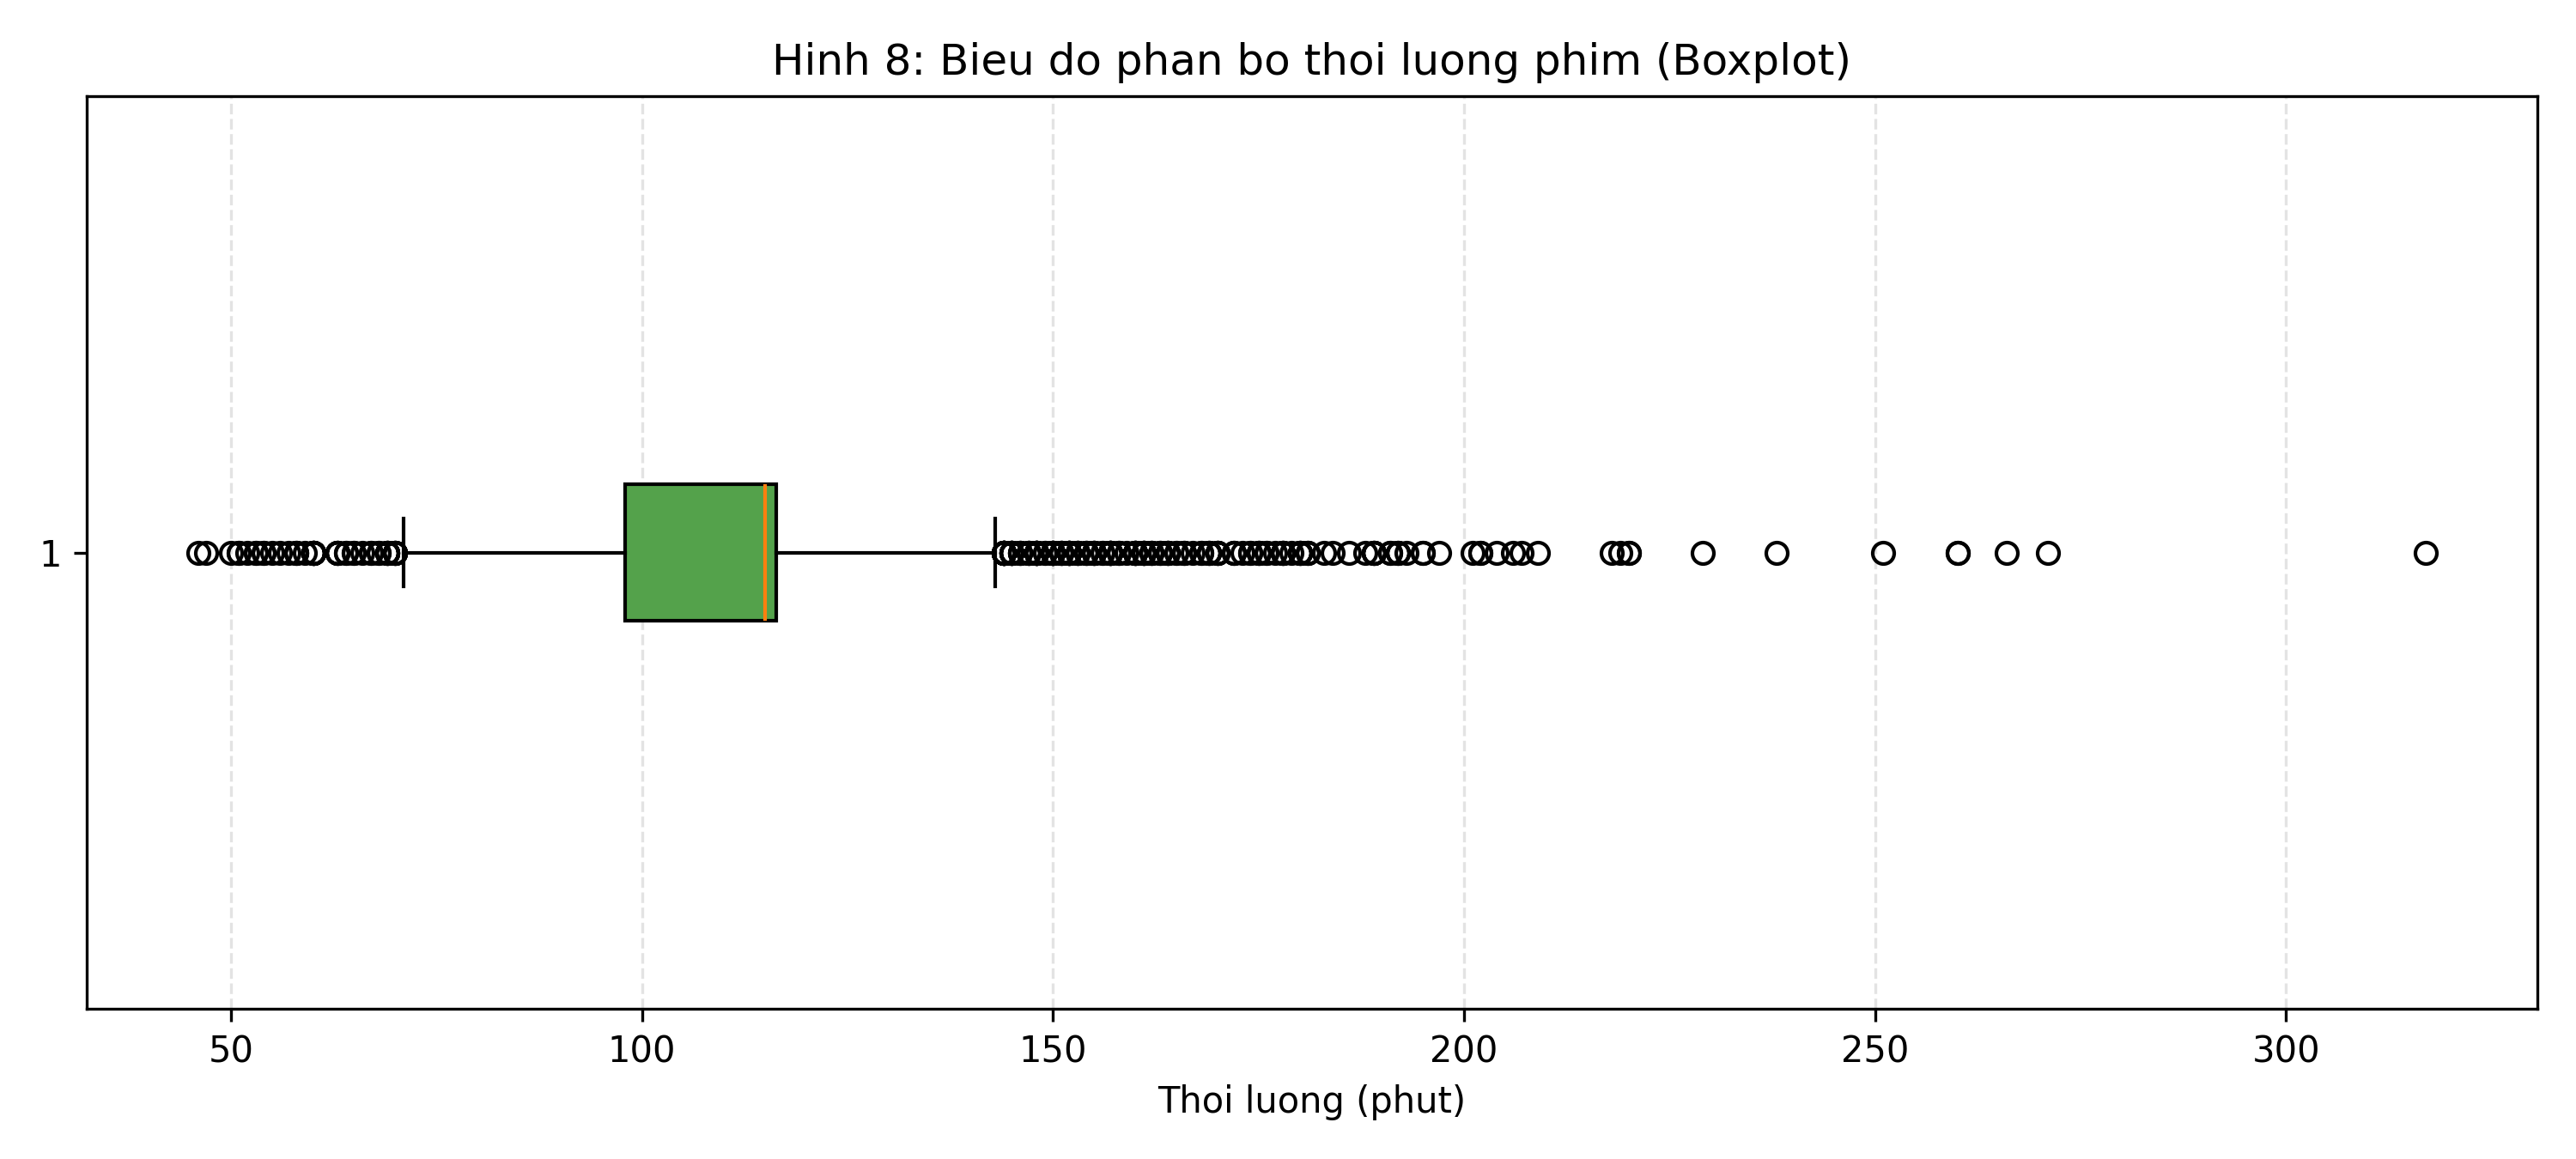 Hinh 8: Bieu do phan bo thoi luong phim (Boxplot)
1
50 100 150 200 250 300
Thoi luong (phut)